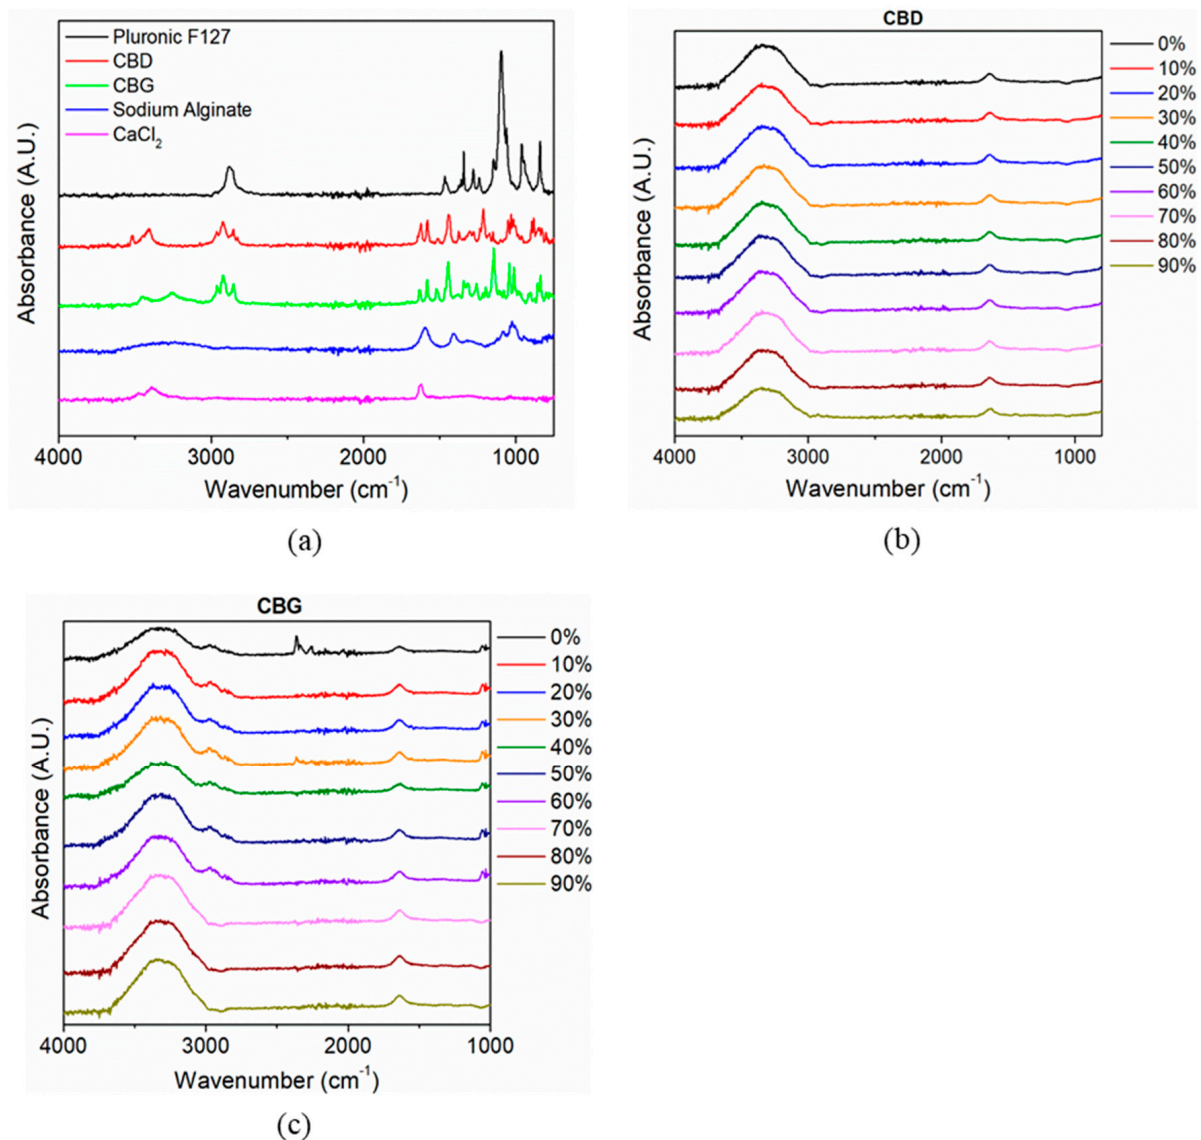 Pluronic F127
CBD
CBG
Sodium Alginate
CaCl2
Absorbance (A.U.)
4000 3000 2000 1000
Wavenumber (cm-1)
(a)
CBD
0%
10%
20%
30%
40%
50%
60%
70%
80%
90%
Absorbance (A.U.)
4000 3000 2000 1000
Wavenumber (cm-1)
(b)
CBG
0%
10%
20%
30%
40%
50%
60%
70%
80%
90%
Absorbance (A.U.)
4000 3000 2000 1000
Wavenumber (cm-1)
(c)